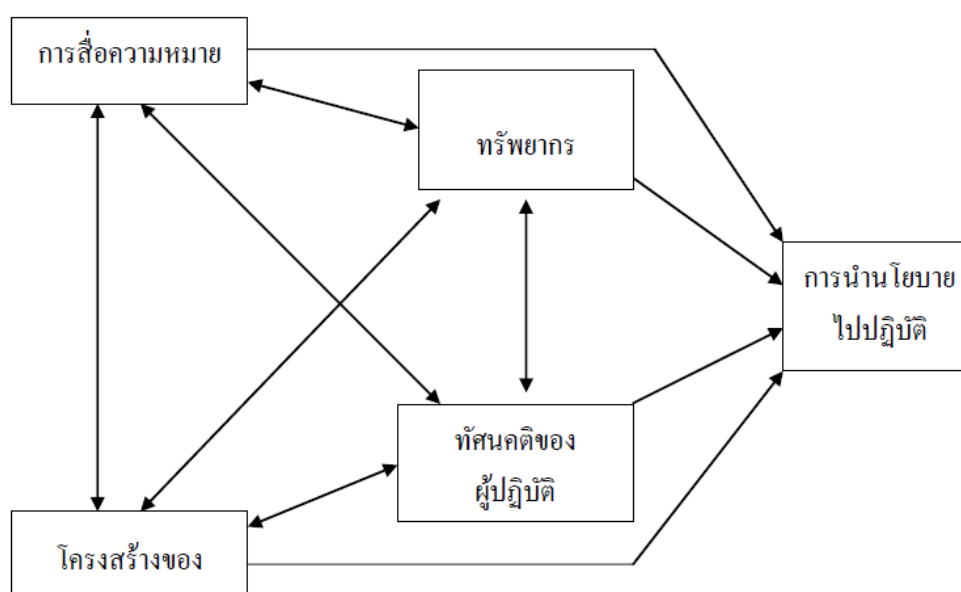 การสื่อความหมาย
ทรัพยากร
การนำนโยบาย
ไปปฏิบัติ
ทัศนคติของ
ผู้ปฏิบัติ
โครงสร้างของ